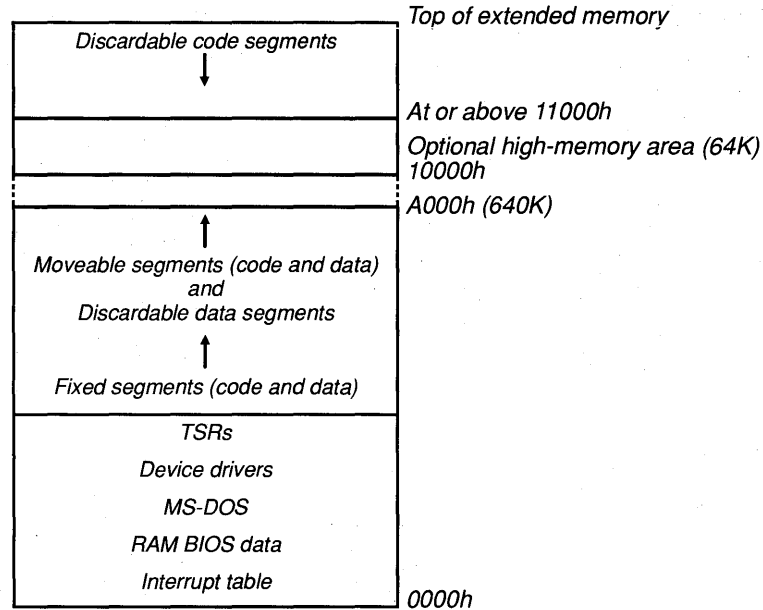 Top of extended memory
Discardable code segments
At or above 11000h
Optional high-memory area (64K)
10000h
A000h (640K)
Moveable segments (code and data)
and
Discardable data segments
Fixed segments (code and data)
TSRs
Device drivers
MS-DOS
RAM BIOS data
Interrupt table
0000h